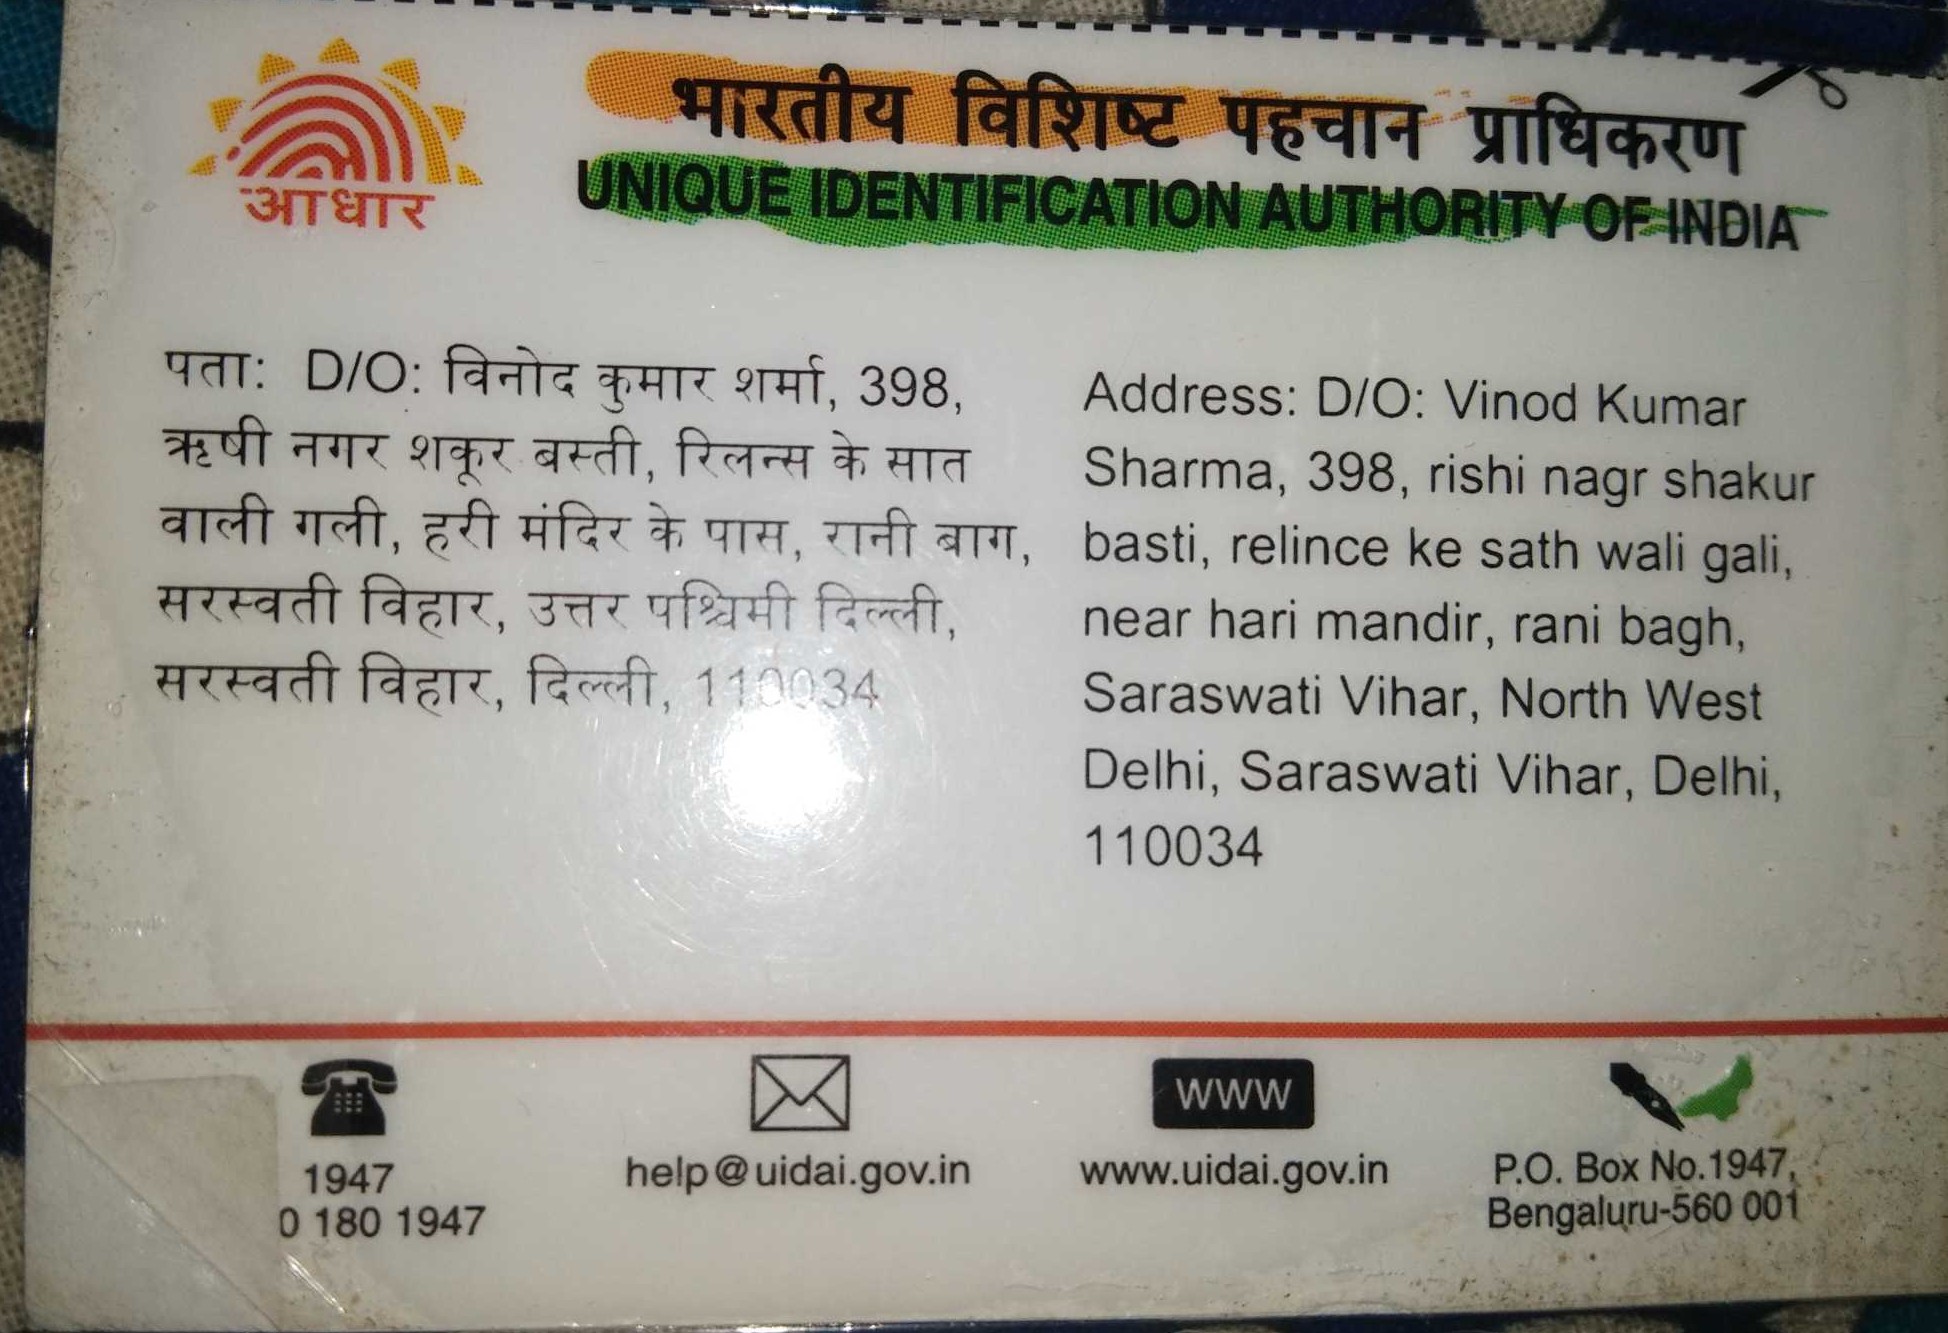 भारतीय विशिष्ट पहचान प्राधिकरण
UNIQUE IDENTIFICATION AUTHORITY OF INDIA
आधार
पता: D/O: विनोद कुमार शर्मा, 398,
ऋषी नगर शकूर बस्ती, रिलन्स के सात
वाली गली, हरी मंदिर के पास, रानी बाग,
सरस्वती विहार, उत्तर पश्चिमी दिल्ली,
सरस्वती विहार, दिल्ली, 110034
Address: D/O: Vinod Kumar
Sharma, 398, rishi nagr shakur
basti, relince ke sath wali gali,
near hari mandir, rani bagh,
Saraswati Vihar, North West
Delhi, Saraswati Vihar, Delhi,
110034
1947
0 180 1947
help@uidai.gov.in
WWW
www.uidai.gov.in
P.O. Box No.1947,
Bengaluru-560 001